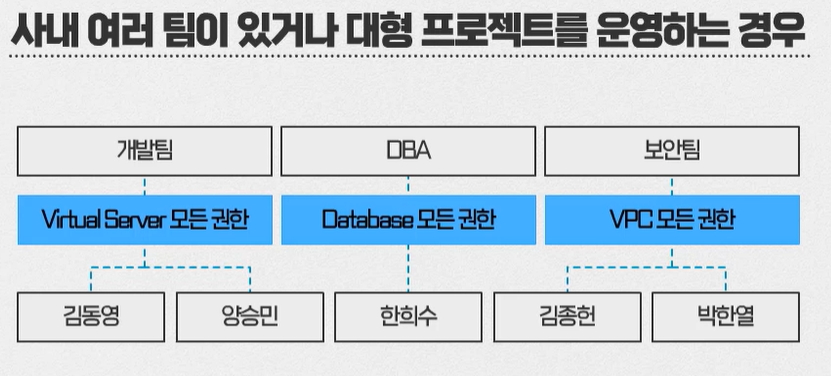 사내 여러 팀이 있거나 대형 프로젝트를 운영하는 경우
개발팀
DBA
보안팀
Virtual Server 모든 권한
Database 모든 권한
VPC 모든 권한
김동영
양승민
한희수
김종헌
박한열